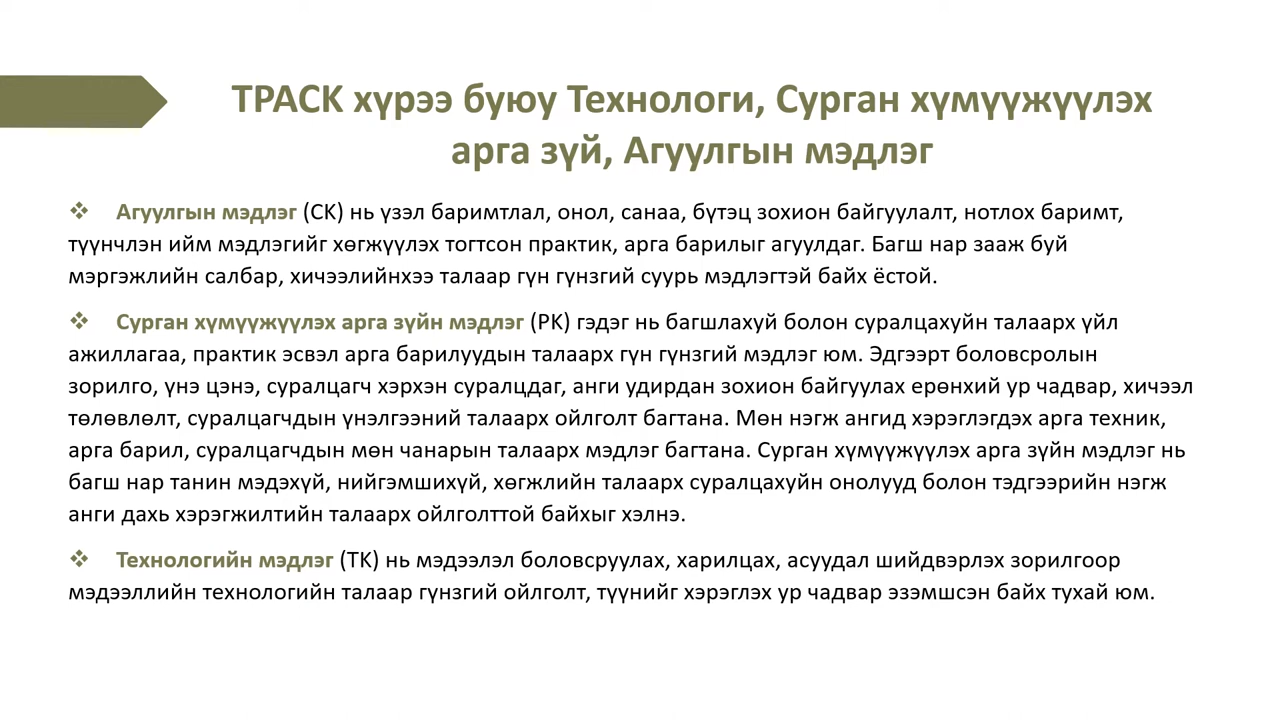 TPACK хүрээ буюу Технологи, Сурган хүмүүжүүлэх
арга зүй, Агуулгын мэдлэг
❖ Агуулгын мэдлэг (CK) нь үзэл баримтлал, онол, санаа, бүтэц зохион байгуулалт, нотлох баримт,
түүнчлэн ийм мэдлэгийг хөгжүүлэх тогтсон практик, арга барилыг агуулдаг. Багш нар зааж буй
мэргэжлийн салбар, хичээлийнхээ талаар гүн гүнзгий суурь мэдлэгтэй байх ёстой.
❖ Сурган хүмүүжүүлэх арга зүйн мэдлэг (PK) гэдэг нь багшлахуй болон суралцахуйн талаарх үйл
ажиллагаа, практик эсвэл арга барилуудын талаарх гүн гүнзгий мэдлэг юм. Эдгээрт боловсролын
зорилго, үнэ цэнэ, суралцагч хэрхэн суралцдаг, анги удирдан зохион байгуулах ерөнхий ур чадвар, хичээл
төлөвлөлт, суралцагчдын үнэлгээний талаарх ойлголт багтана. Мөн нэгж ангид хэрэглэгдэх арга техник,
арга барил, суралцагчдын мөн чанарын талаарх мэдлэг багтана. Сурган хүмүүжүүлэх арга зүйн мэдлэг нь
багш нар танин мэдэхүй, нийгэмшихүй, хөгжлийн талаарх суралцахуйн онолууд болон тэдгээрийн нэгж
анги дахь хэрэгжилтийн талаарх ойлголттой байхыг хэлнэ.
❖ Технологийн мэдлэг (TK) нь мэдээлэл боловсруулах, харилцах, асуудал шийдвэрлэх зорилгоор
мэдээллийн технологийн талаар гүнзгий ойлголт, түүнийг хэрэглэх ур чадвар эзэмшсэн байх тухай юм.